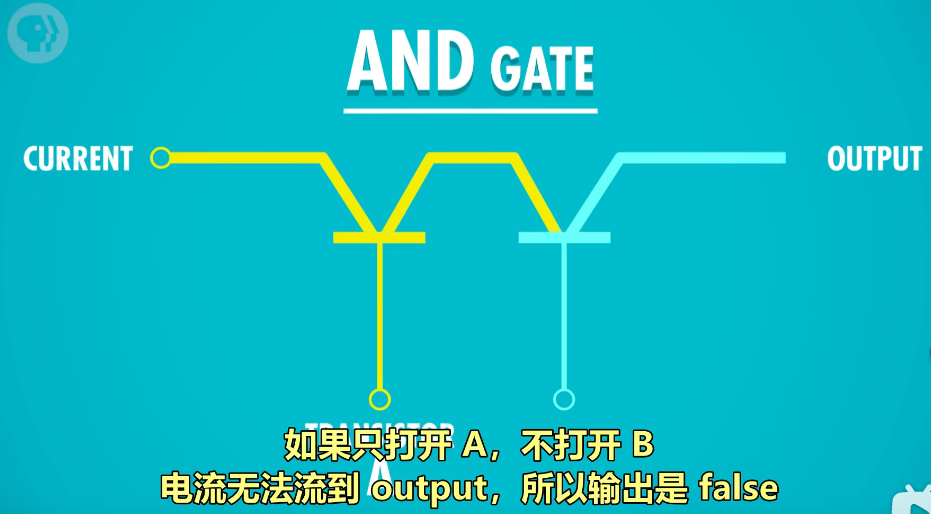 AND GATE
CURRENT
OUTPUT
TRANSISTOR
A
如果只打开 A，不打开 B
电流无法流到 output，所以输出是 false